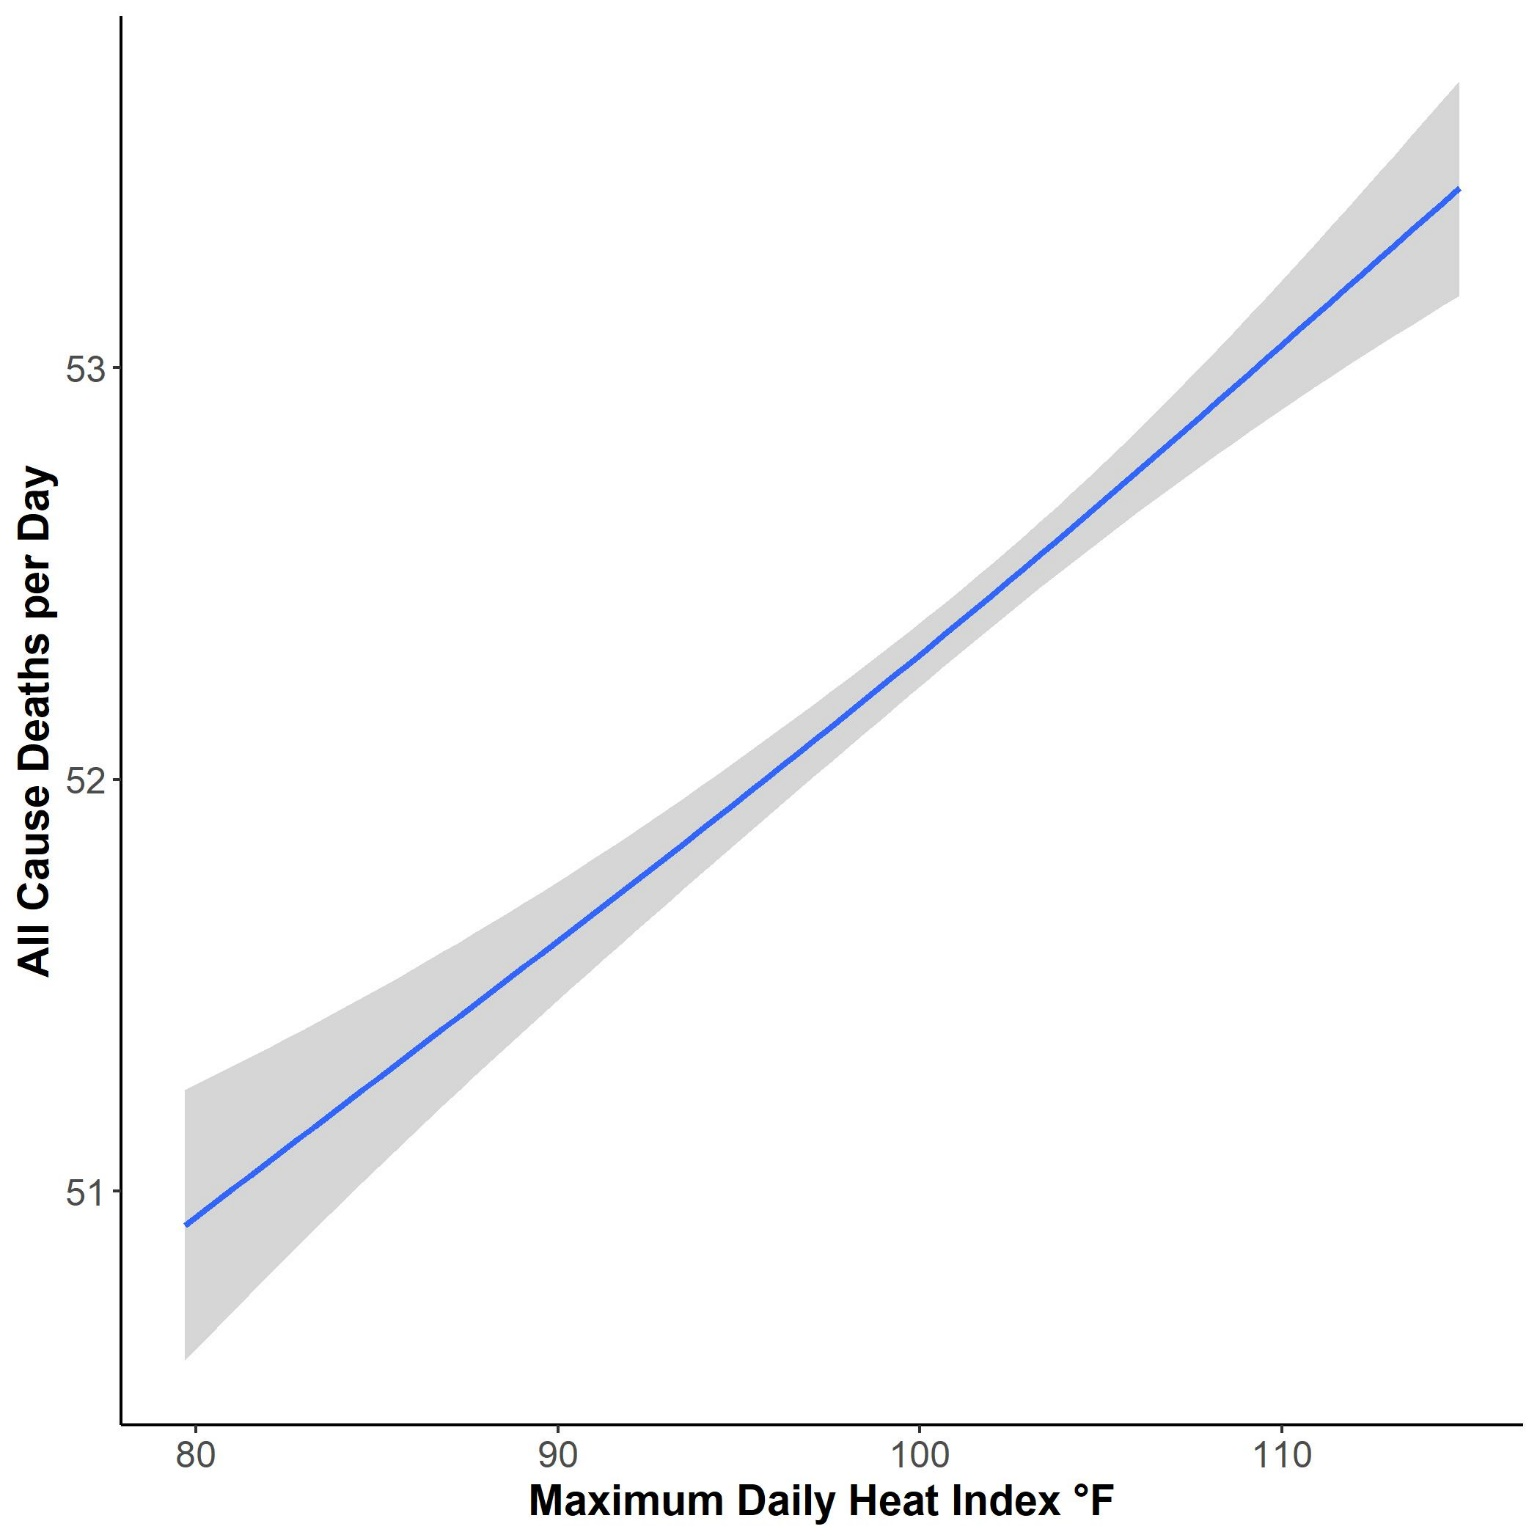 All Cause Deaths per Day
53
52
51
80 90 100 110
Maximum Daily Heat Index °F